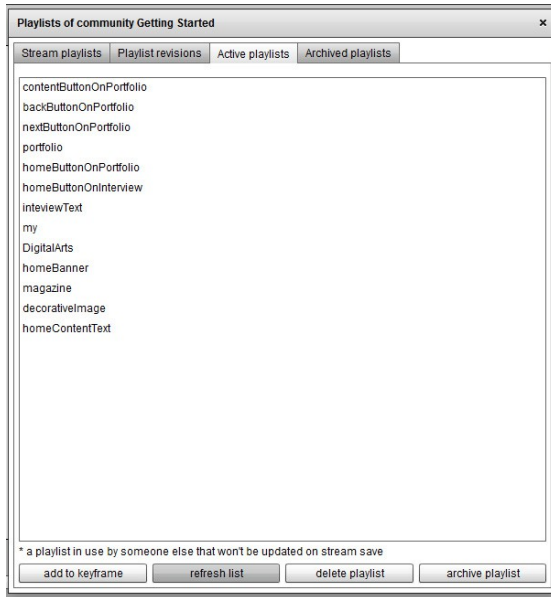 Playlists of community Getting Started
×
Stream playlists Playlist revisions Active playlists Archived playlists
contentButtonOnPortfolio
backButtonOnPortfolio
nextButtonOnPortfolio
portfolio
homeButtonOnPortfolio
homeButtonOnInterview
inteviewText
my
DigitalArts
homeBanner
magazine
decorativeImage
homeContentText
* a playlist in use by someone else that won't be updated on stream save
add to keyframe refresh list delete playlist archive playlist